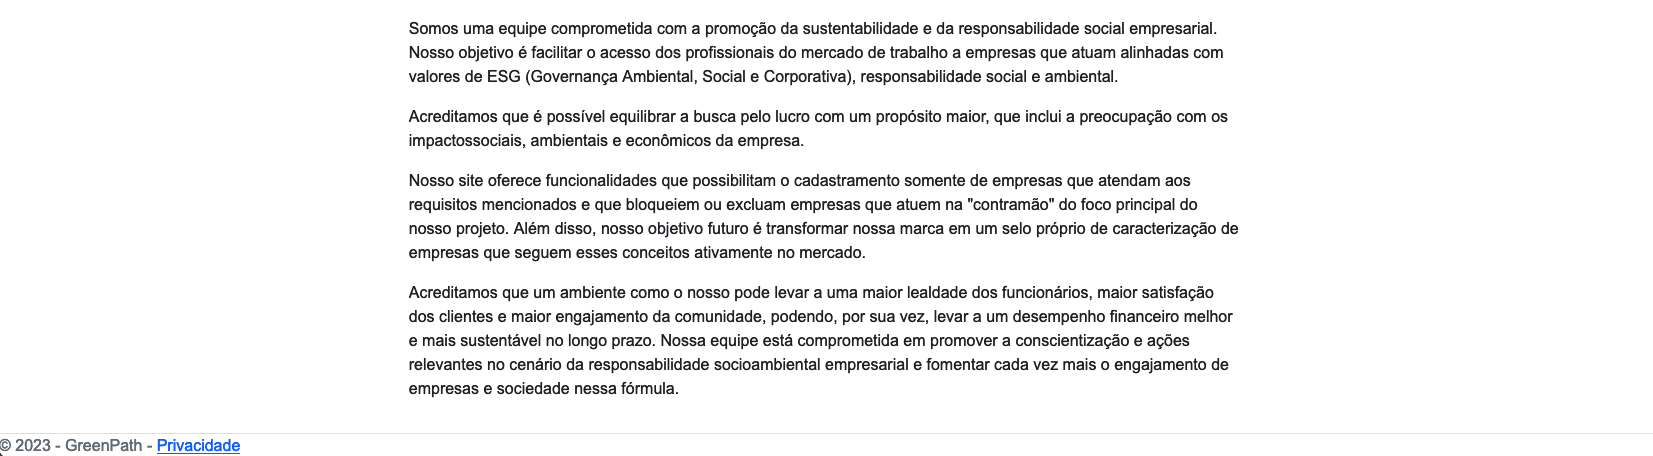 Somos uma equipe comprometida com a promoção da sustentabilidade e da responsabilidade social empresarial.
Nosso objetivo é facilitar o acesso dos profissionais do mercado de trabalho a empresas que atuam alinhadas com
valores de ESG (Governança Ambiental, Social e Corporativa), responsabilidade social e ambiental.
Acreditamos que é possível equilibrar a busca pelo lucro com um propósito maior, que inclui a preocupação com os
impactossociais, ambientais e econômicos da empresa.
Nosso site oferece funcionalidades que possibilitam o cadastramento somente de empresas que atendam aos
requisitos mencionados e que bloqueiem ou excluam empresas que atuem na "contramão" do foco principal do
nosso projeto. Além disso, nosso objetivo futuro é transformar nossa marca em um selo próprio de caracterização de
empresas que seguem esses conceitos ativamente no mercado.
Acreditamos que um ambiente como o nosso pode levar a uma maior lealdade dos funcionários, maior satisfação
dos clientes e maior engajamento da comunidade, podendo, por sua vez, levar a um desempenho financeiro melhor
e mais sustentável no longo prazo. Nossa equipe está comprometida em promover a conscientização e ações
relevantes no cenário da responsabilidade socioambiental empresarial e fomentar cada vez mais o engajamento de
empresas e sociedade nessa fórmula.
© 2023 - GreenPath - Privacidade